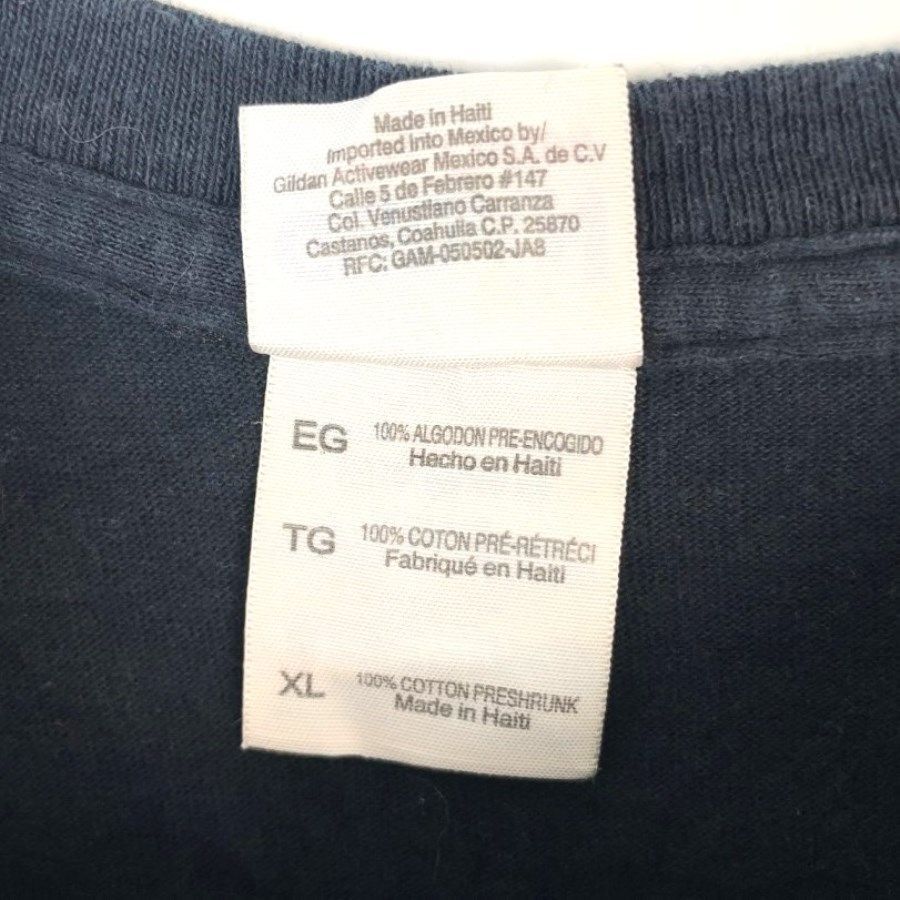 Made in Haiti
Imported Into Mexico by/
Gildan Activewear Mexico S.A. de C.V
Calle 5 de Febrero #147
Col. Venustiano Carranza
Castanos, Coahuila C.P. 25870
RFC: GAM-050502-JA8
EG 100% ALGODON PRE-ENCOGIDO
Hecho en Haiti
TG 100% COTON PRÉ-RÉTRÉCI
Fabriqué en Haiti
XL 100% COTTON PRESHRUNK
Made in Haiti